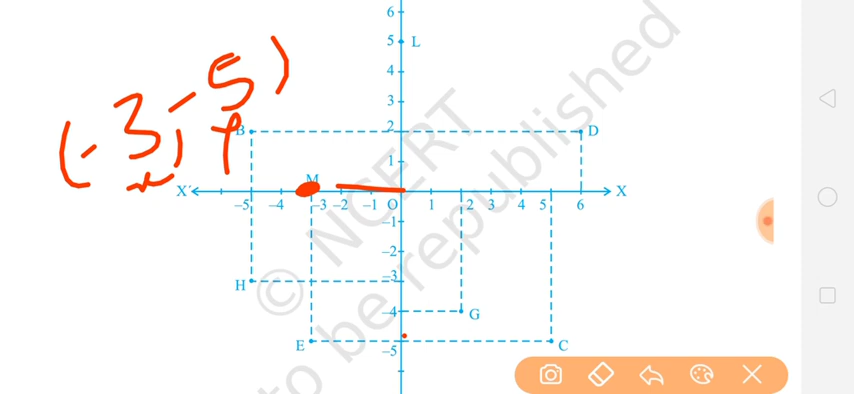 6
5 L
4
(-3, -5) 3
B 2 D
1
M
X′ X
-5 -4 -3 -2 -1 O 1 2 3 4 5 6
-1
-2
H -3
-4 G
E -5 C
© NCERT
to be republished